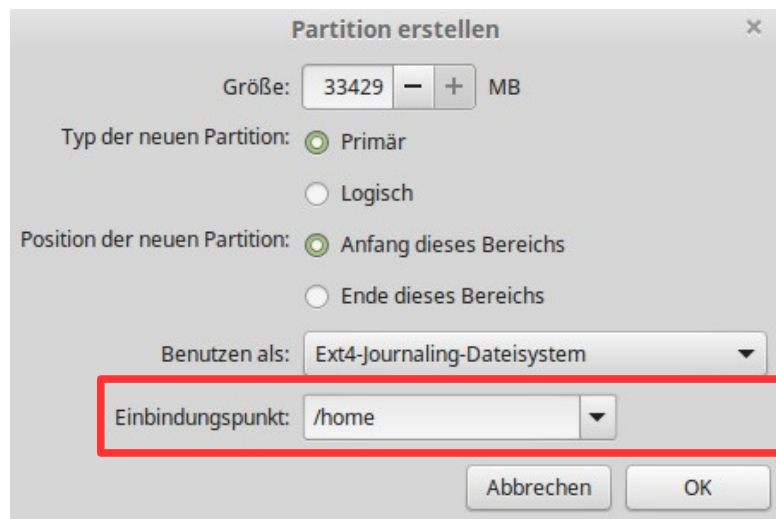 Partition erstellen
Größe: 33429 MB
Typ der neuen Partition: Primär
Logisch
Position der neuen Partition: Anfang dieses Bereichs
Ende dieses Bereichs
Benutzen als: Ext4-Journaling-Dateisystem
Einbindungspunkt: /home
Abbrechen OK